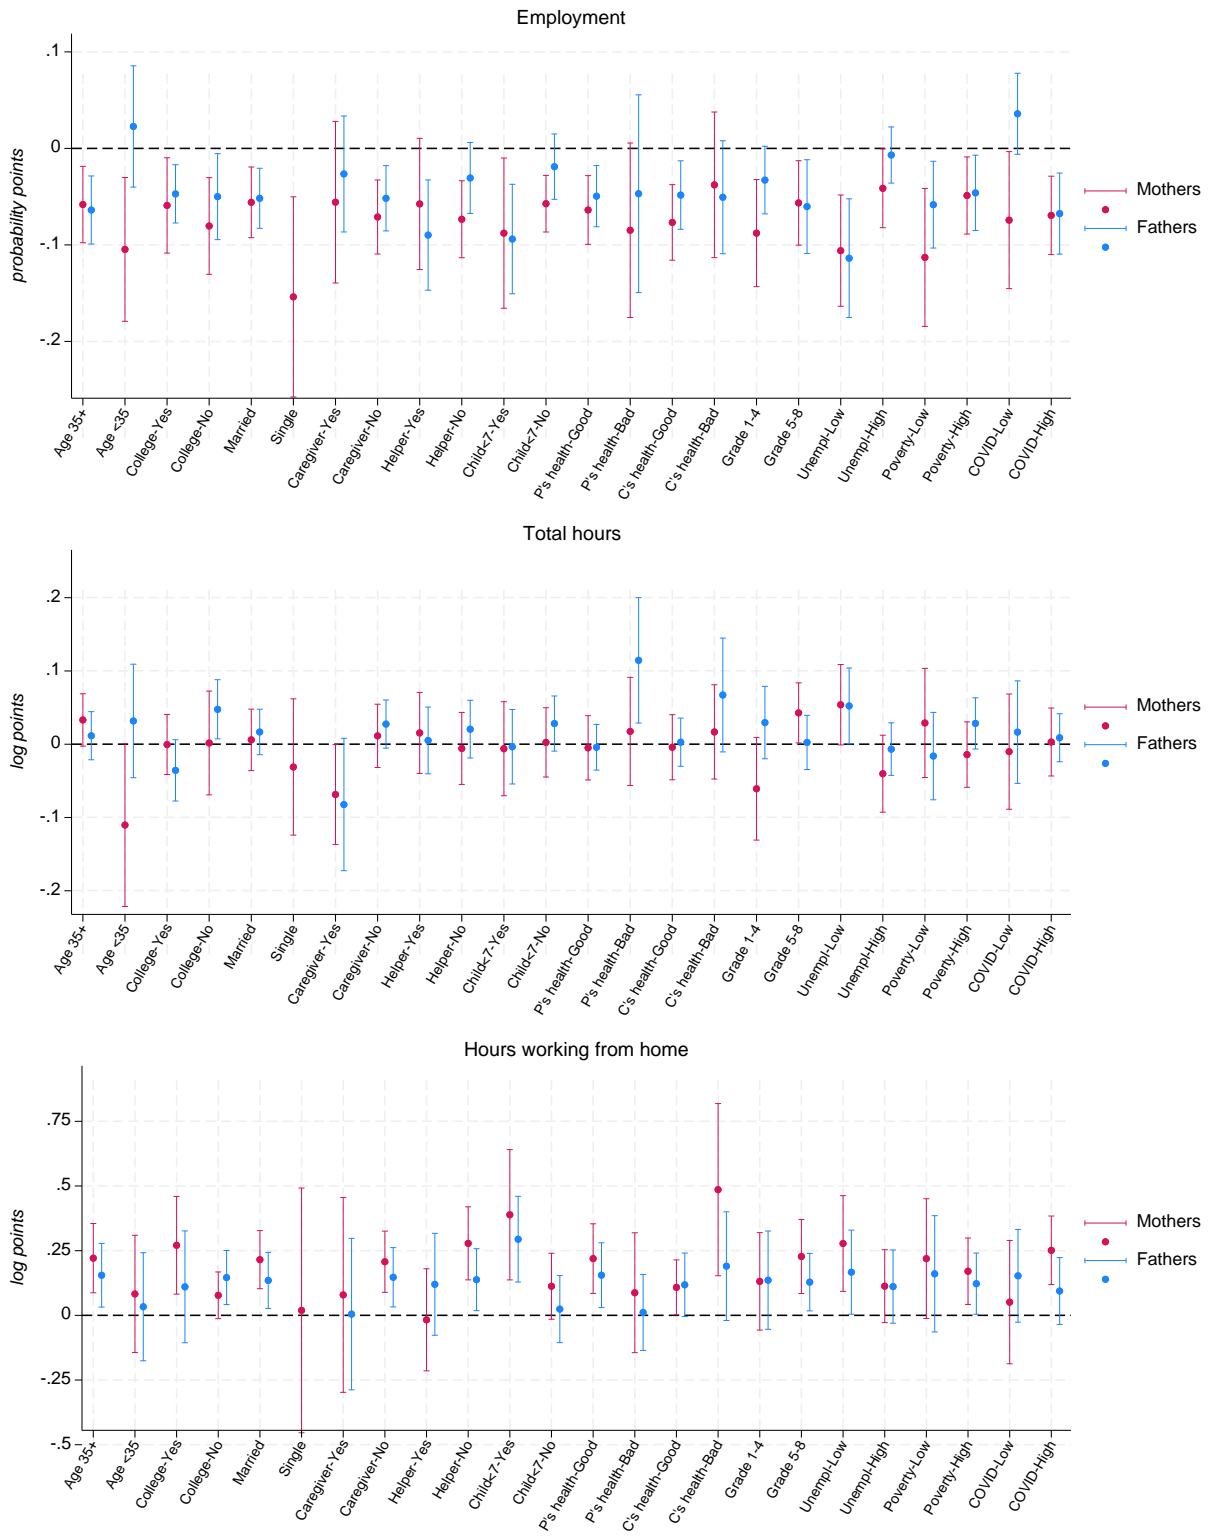 Employment
.1
0
-.1
-.2
probability points
Age 35+
Age <35
College-Yes
College-No
Married
Single
Caregiver-Yes
Caregiver-No
Helper-Yes
Helper-No
Child<7-Yes
Child<7-No
P's health-Good
P's health-Bad
C's health-Good
C's health-Bad
Grade 1-4
Grade 5-8
Unempl-Low
Unempl-High
Poverty-Low
Poverty-High
COVID-Low
COVID-High
Mothers
Fathers
Total hours
.2
.1
0
-.1
-.2
log points
Age 35+
Age <35
College-Yes
College-No
Married
Single
Caregiver-Yes
Caregiver-No
Helper-Yes
Helper-No
Child<7-Yes
Child<7-No
P's health-Good
P's health-Bad
C's health-Good
C's health-Bad
Grade 1-4
Grade 5-8
Unempl-Low
Unempl-High
Poverty-Low
Poverty-High
COVID-Low
COVID-High
Mothers
Fathers
Hours working from home
.75
.5
.25
0
-.25
-.5
log points
Age 35+
Age <35
College-Yes
College-No
Married
Single
Caregiver-Yes
Caregiver-No
Helper-Yes
Helper-No
Child<7-Yes
Child<7-No
P's health-Good
P's health-Bad
C's health-Good
C's health-Bad
Grade 1-4
Grade 5-8
Unempl-Low
Unempl-High
Poverty-Low
Poverty-High
COVID-Low
COVID-High
Mothers
Fathers